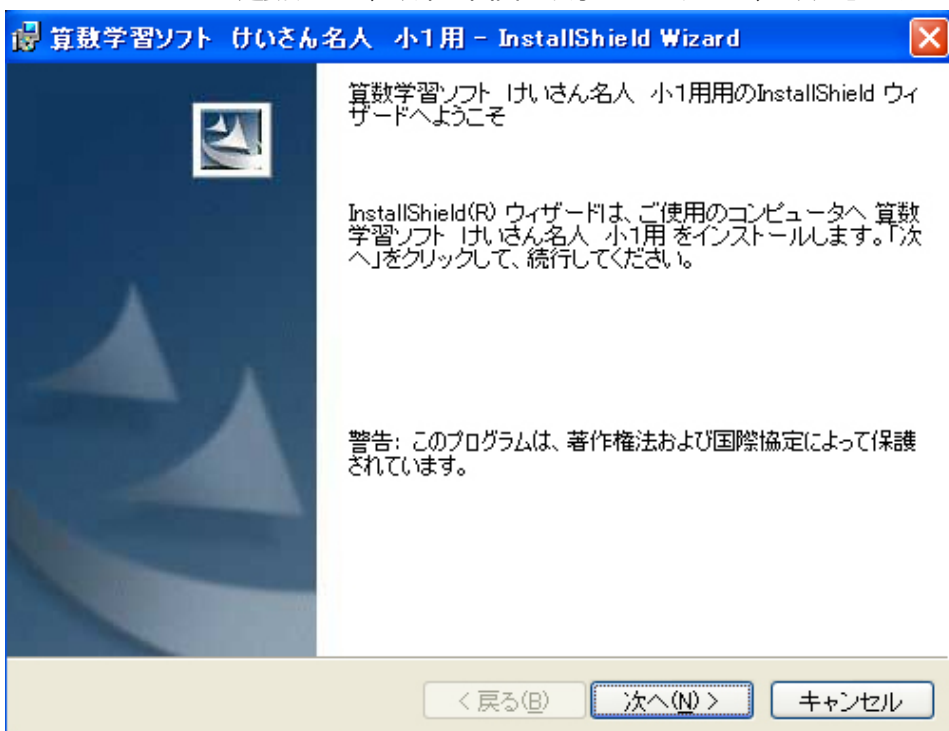 算数学習ソフト けいさん名人 小1用 - InstallShield Wizard
算数学習ソフト けいさん名人 小1用用のInstallShield ウィ
ザードへようこそ
InstallShield(R) ウィザードは、ご使用のコンピュータへ 算数
学習ソフト けいさん名人 小1用 をインストールします。「次
へ」をクリックして、続行してください。
警告: このプログラムは、著作権法および国際協定によって保護
されています。
< 戻る(B)
次へ(N) >
キャンセル